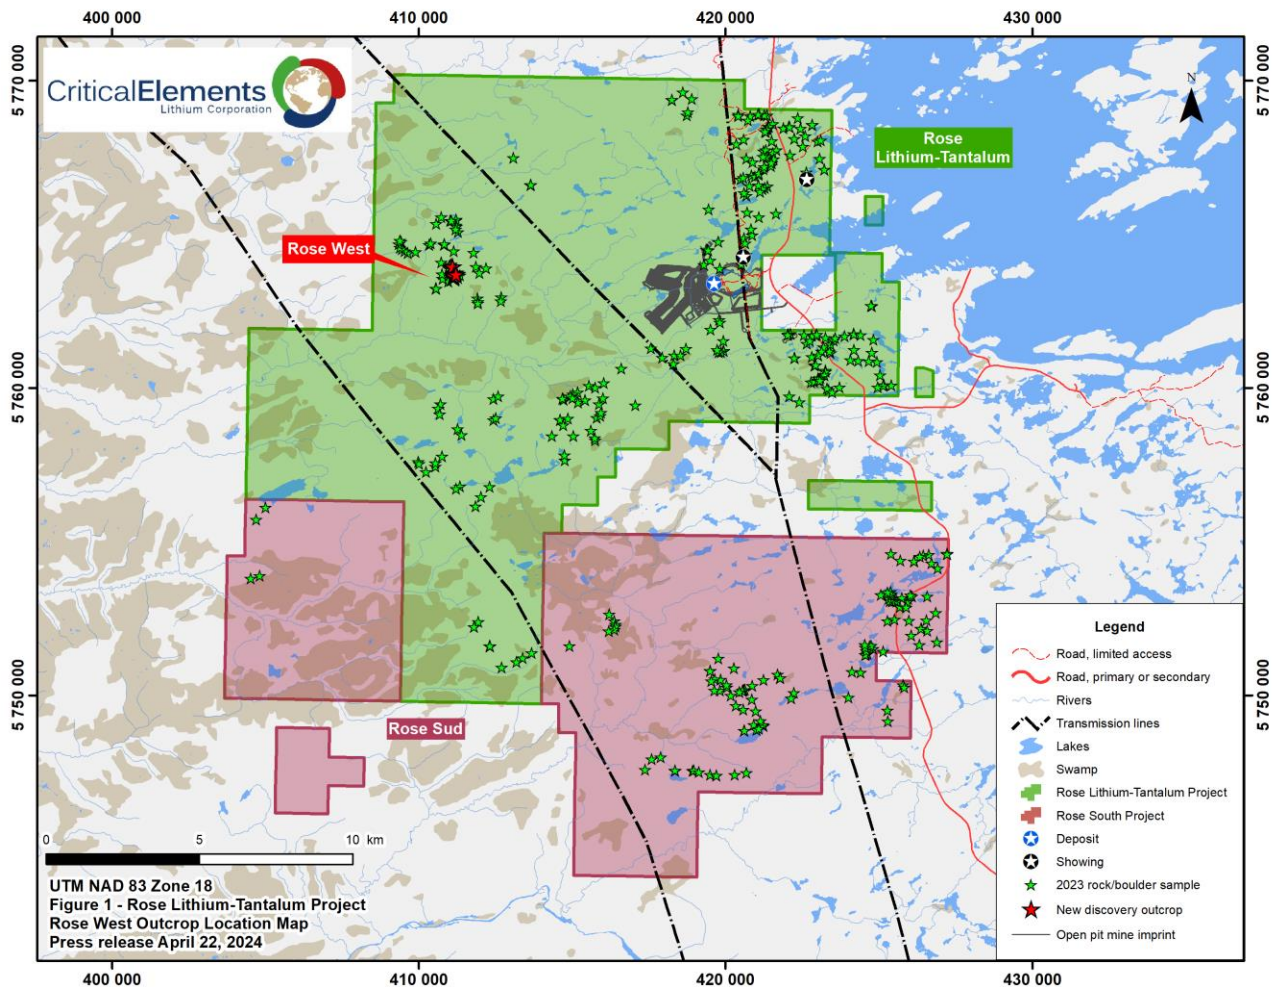 400 000
410 000
420 000
430 000
5 770 000
5 770 000
CriticalElements
Lithium Corporation
N
Rose
Lithium-Tantalum
Rose West
5 760 000
5 760 000
5 750 000
5 750 000
Rose Sud
Legend
Road, limited access
Road, primary or secondary
Rivers
Transmission lines
Lakes
Swamp
Rose Lithium-Tantalum Project
Rose South Project
Deposit
Showing
2023 rock/boulder sample
New discovery outcrop
Open pit mine imprint
0 5 10 km
UTM NAD 83 Zone 18
Figure 1 - Rose Lithium-Tantalum Project
Rose West Outcrop Location Map
Press release April 22, 2024
400 000
410 000
420 000
430 000